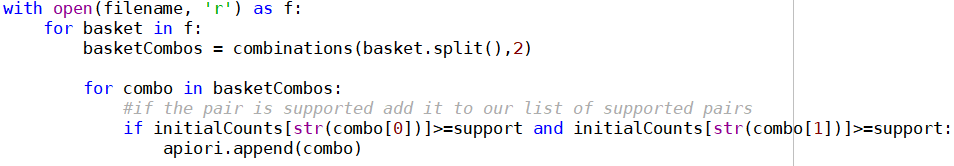 with open(filename, 'r') as f:
    for basket in f:
        basketCombos = combinations(basket.split(),2)

        for combo in basketCombos:
            #if the pair is supported add it to our list of supported pairs
            if initialCounts[str(combo[0])]>=support and initialCounts[str(combo[1])]>=support:
                apiori.append(combo)